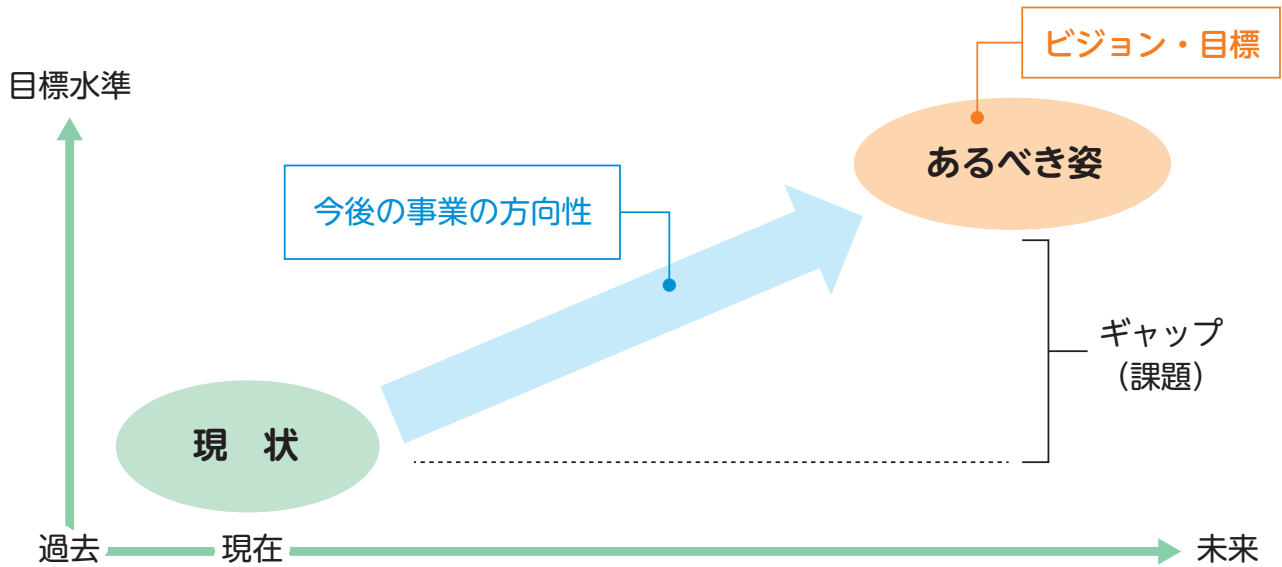 ビジョン・目標
目標水準
あるべき姿
今後の事業の方向性
ギャップ
（課題）
現　状
過去
現在
未来